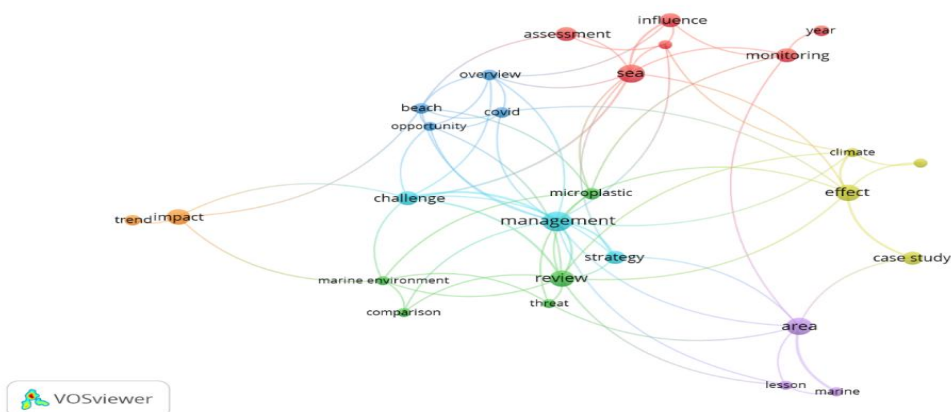 influence
year
assessment
monitoring
sea
overview
beach
covid
opportunity
climate
microplastic
effect
challenge
trend
impact
management
strategy
case study
review
marine environment
threat
comparison
area
lesson
marine
VOSviewer